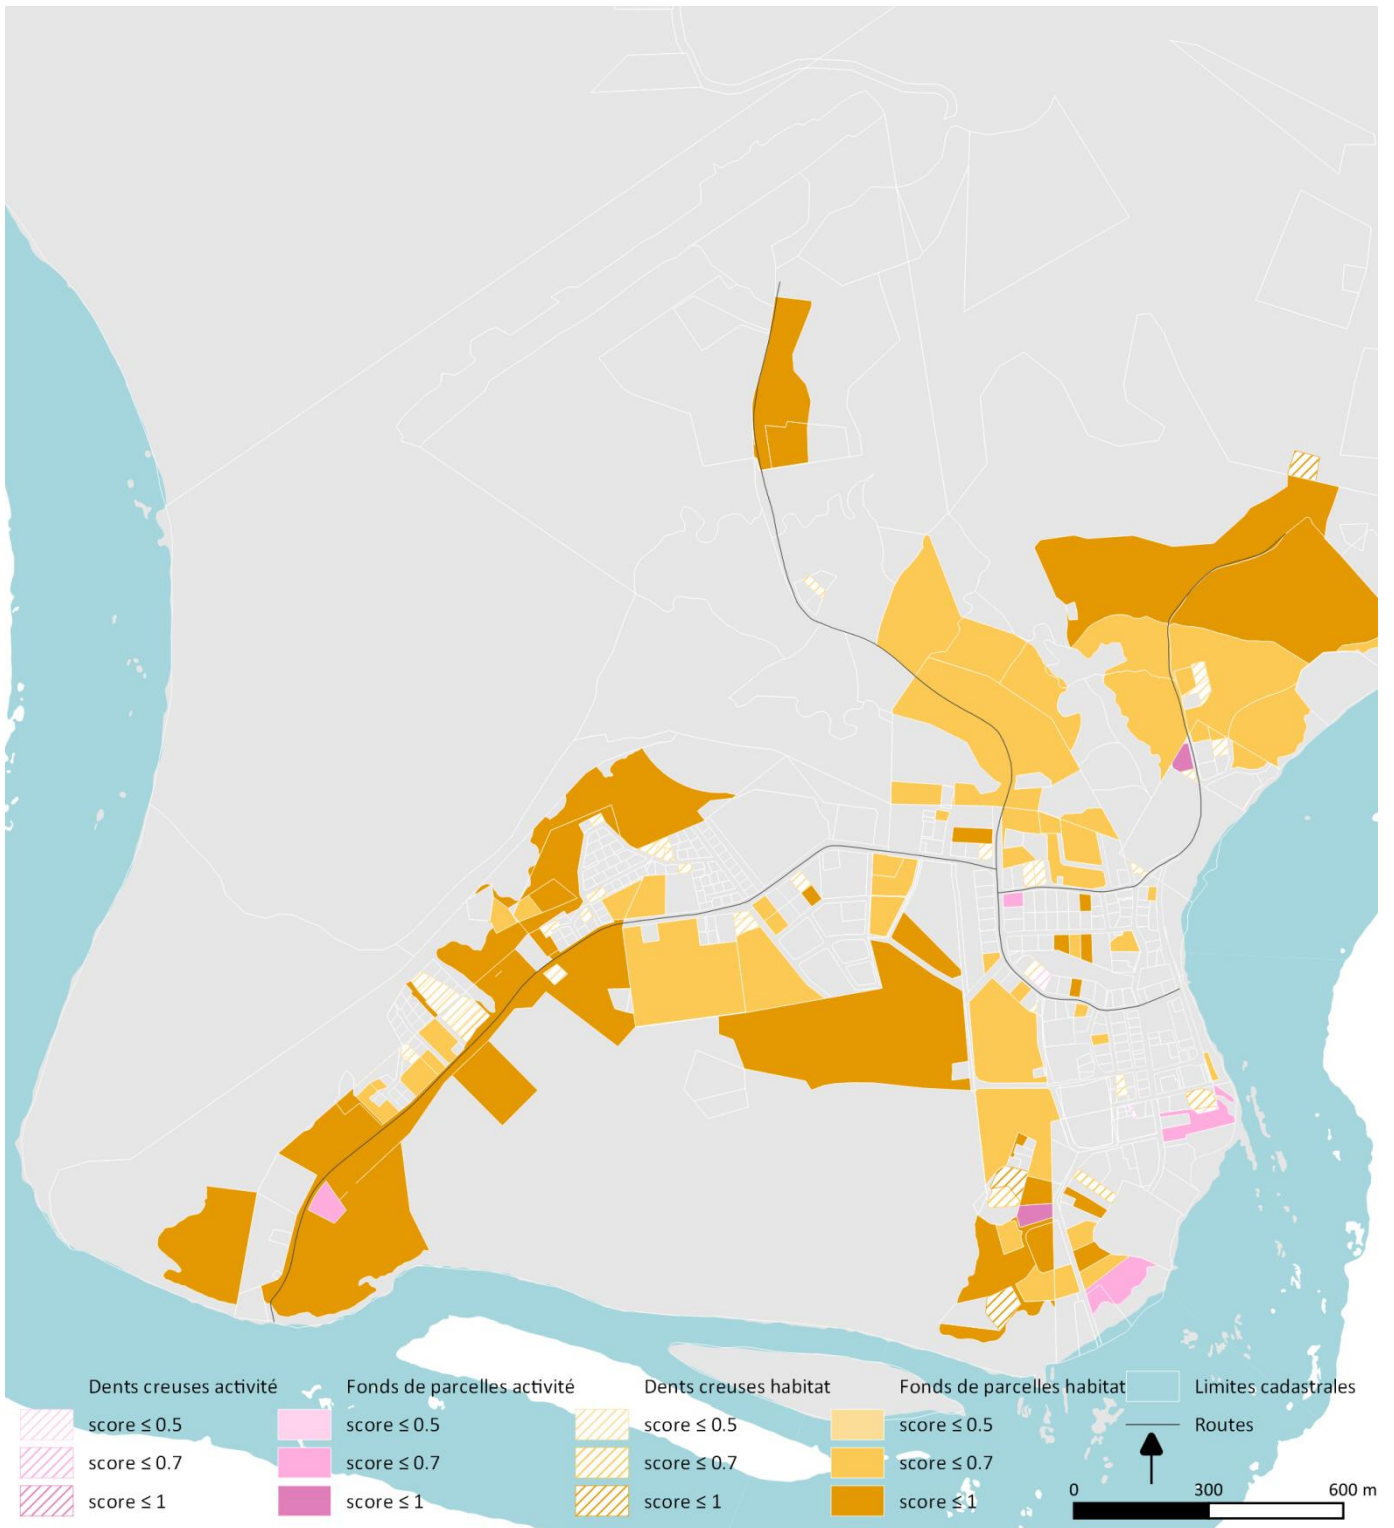 Dents creuses activité Fonds de parcelles activité Dents creuses habitat Fonds de parcelles habitat Limites cadastrales
score ≤ 0.5 score ≤ 0.5 score ≤ 0.5 score ≤ 0.5 Routes
score ≤ 0.7 score ≤ 0.7 score ≤ 0.7 score ≤ 0.7
0 300 600 m
score ≤ 1 score ≤ 1 score ≤ 1 score ≤ 1